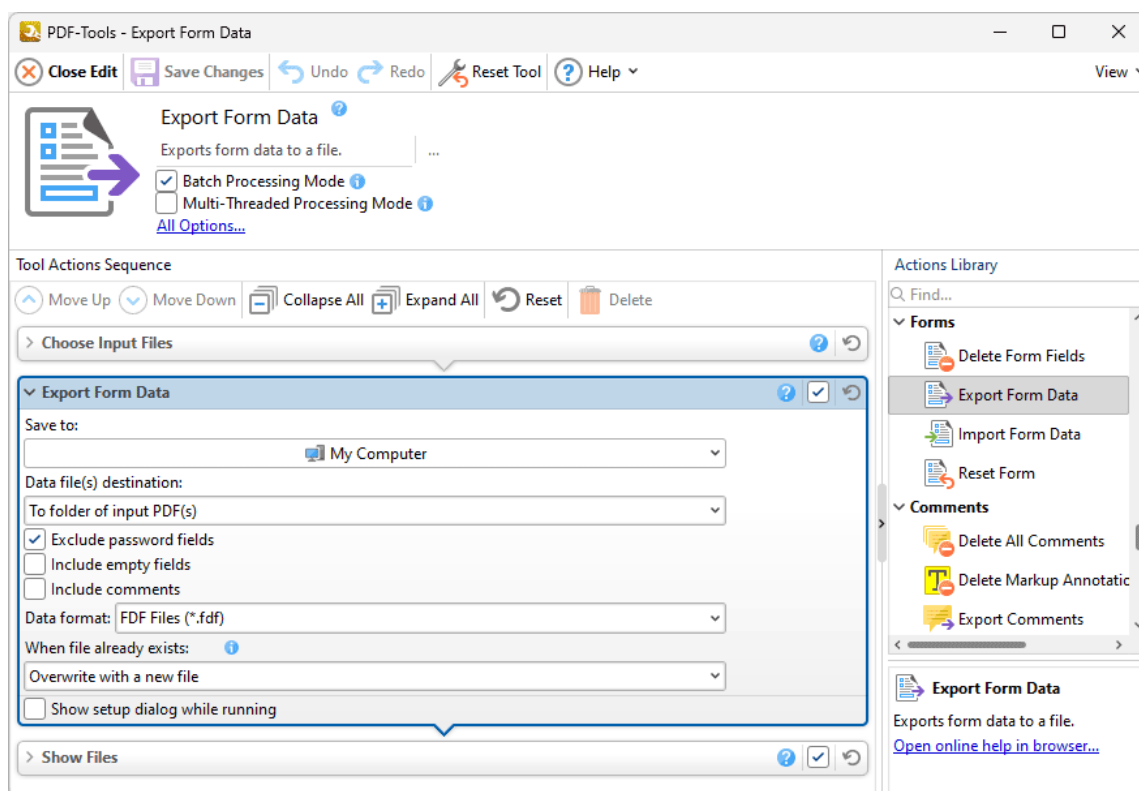 PDF-Tools - Export Form Data
Close Edit Save Changes Undo Redo Reset Tool ? Help View
Export Form Data ?
Exports form data to a file. ...
Batch Processing Mode i
Multi-Threaded Processing Mode i
All Options...
Tool Actions Sequence
Move Up Move Down Collapse All Expand All Reset Delete
Choose Input Files ?
Export Form Data ?
Save to:
My Computer
Data file(s) destination:
To folder of input PDF(s)
Exclude password fields
Include empty fields
Include comments
Data format: FDF Files (*.fdf)
When file already exists: i
Overwrite with a new file
Show setup dialog while running
Show Files ?
Actions Library
Find...
Forms
Delete Form Fields
Export Form Data
Import Form Data
Reset Form
Comments
Delete All Comments
T Delete Markup Annotatic
Export Comments
Export Form Data
Exports form data to a file.
Open online help in browser...